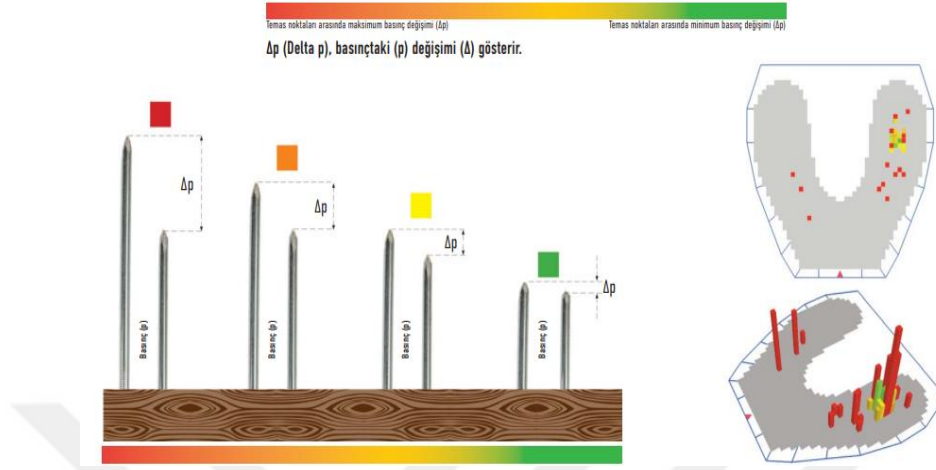 Temas noktaları arasında maksimum basınç değişimi (Δp)
Temas noktaları arasında minimum basınç değişimi (Δp)
Δp (Delta p), basınçtaki (p) değişimi (Δ) gösterir.
Δp
Δp
Δp
Δp
Basınç (p)
Basınç (p)
Basınç (p)
Basınç (p)